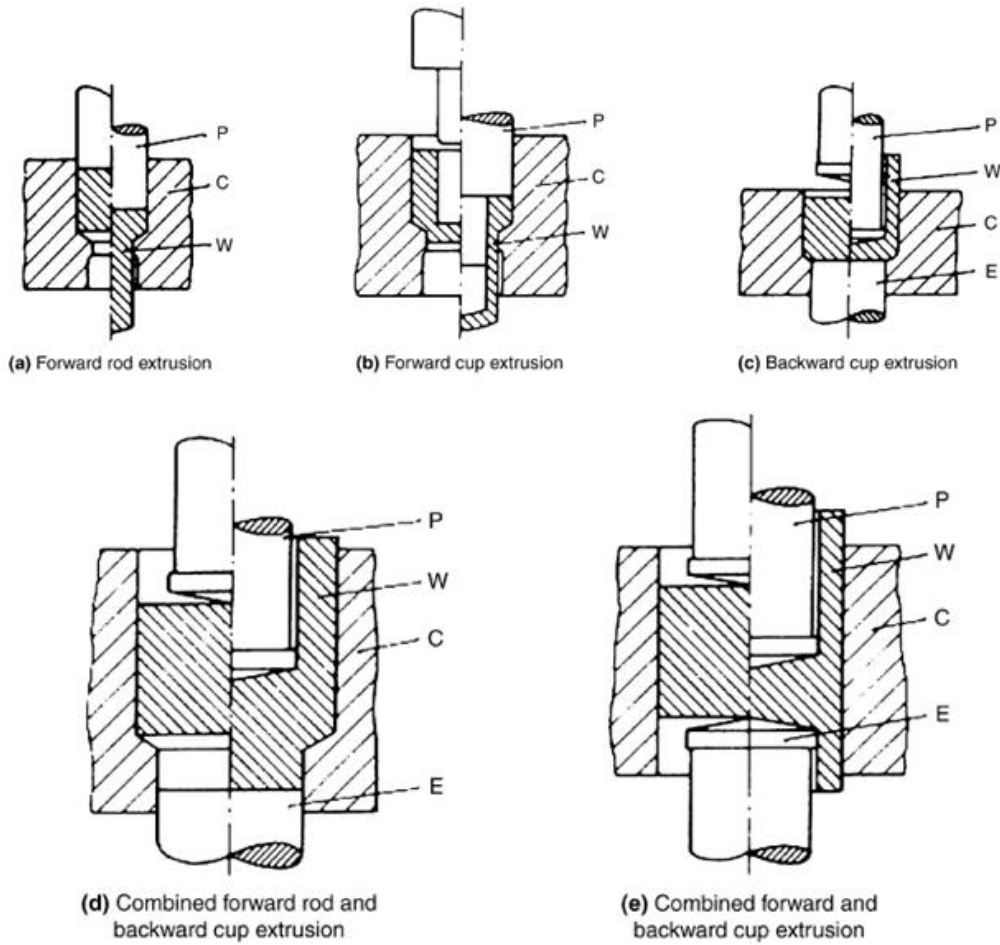 P
C
W
(a) Forward rod extrusion
P
C
W
(b) Forward cup extrusion
P
W
C
E
(c) Backward cup extrusion
P
W
C
E
(d) Combined forward rod and
backward cup extrusion
P
W
C
E
(e) Combined forward and
backward cup extrusion